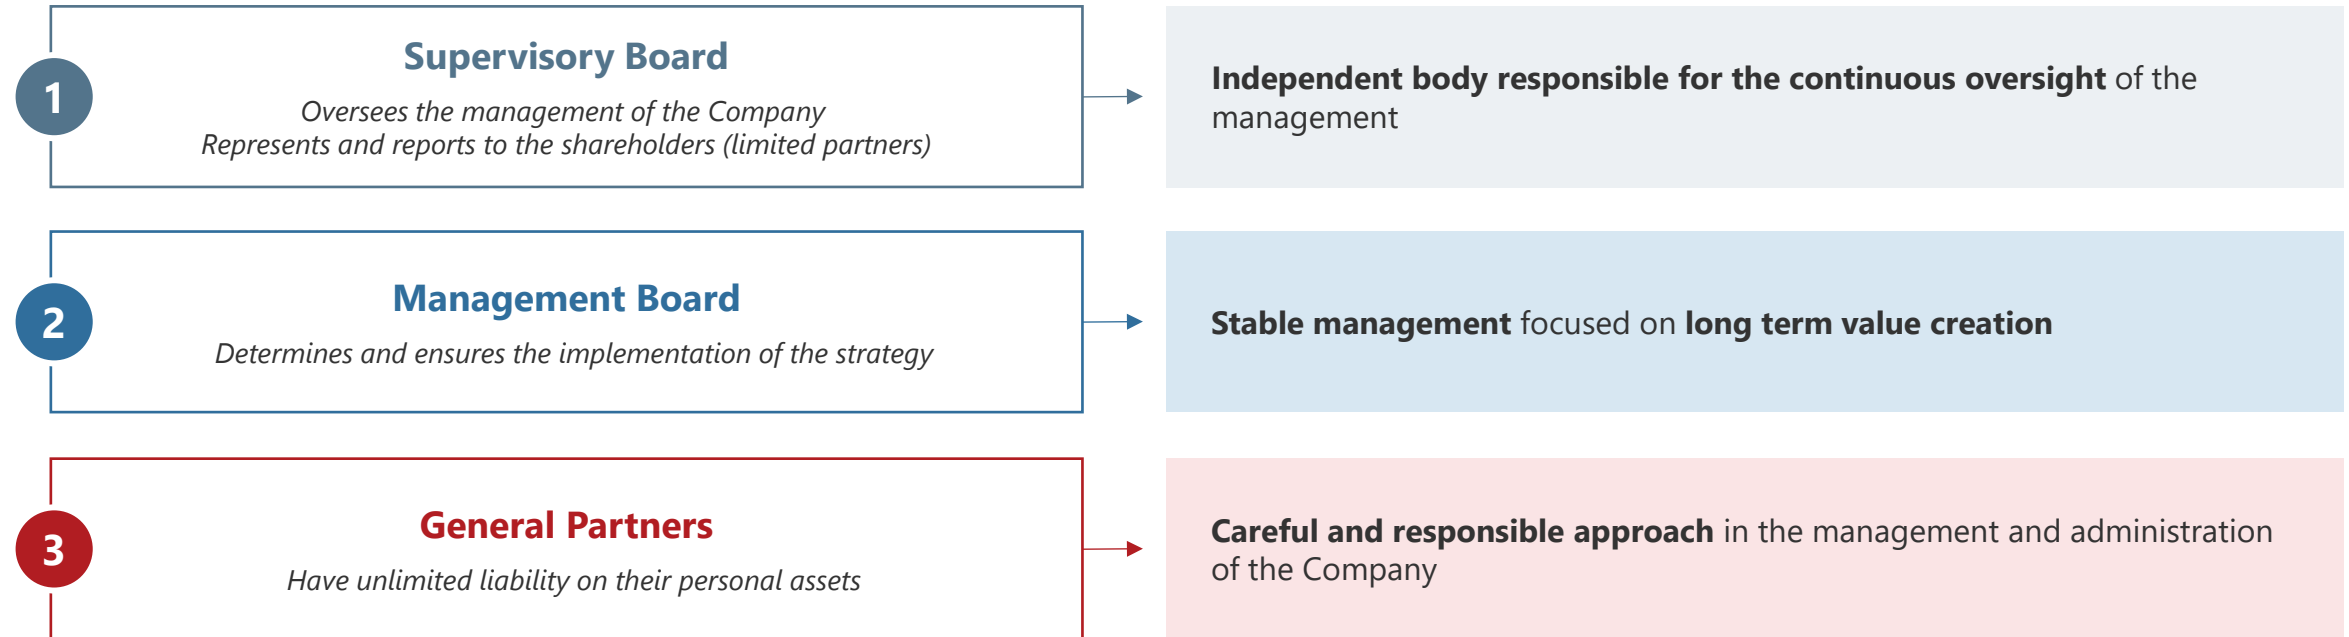 1
Supervisory Board
Oversees the management of the Company
Represents and reports to the shareholders (limited partners)
Independent body responsible for the continuous oversight of the
management
2
Management Board
Determines and ensures the implementation of the strategy
Stable management focused on long term value creation
3
General Partners
Have unlimited liability on their personal assets
Careful and responsible approach in the management and administration
of the Company